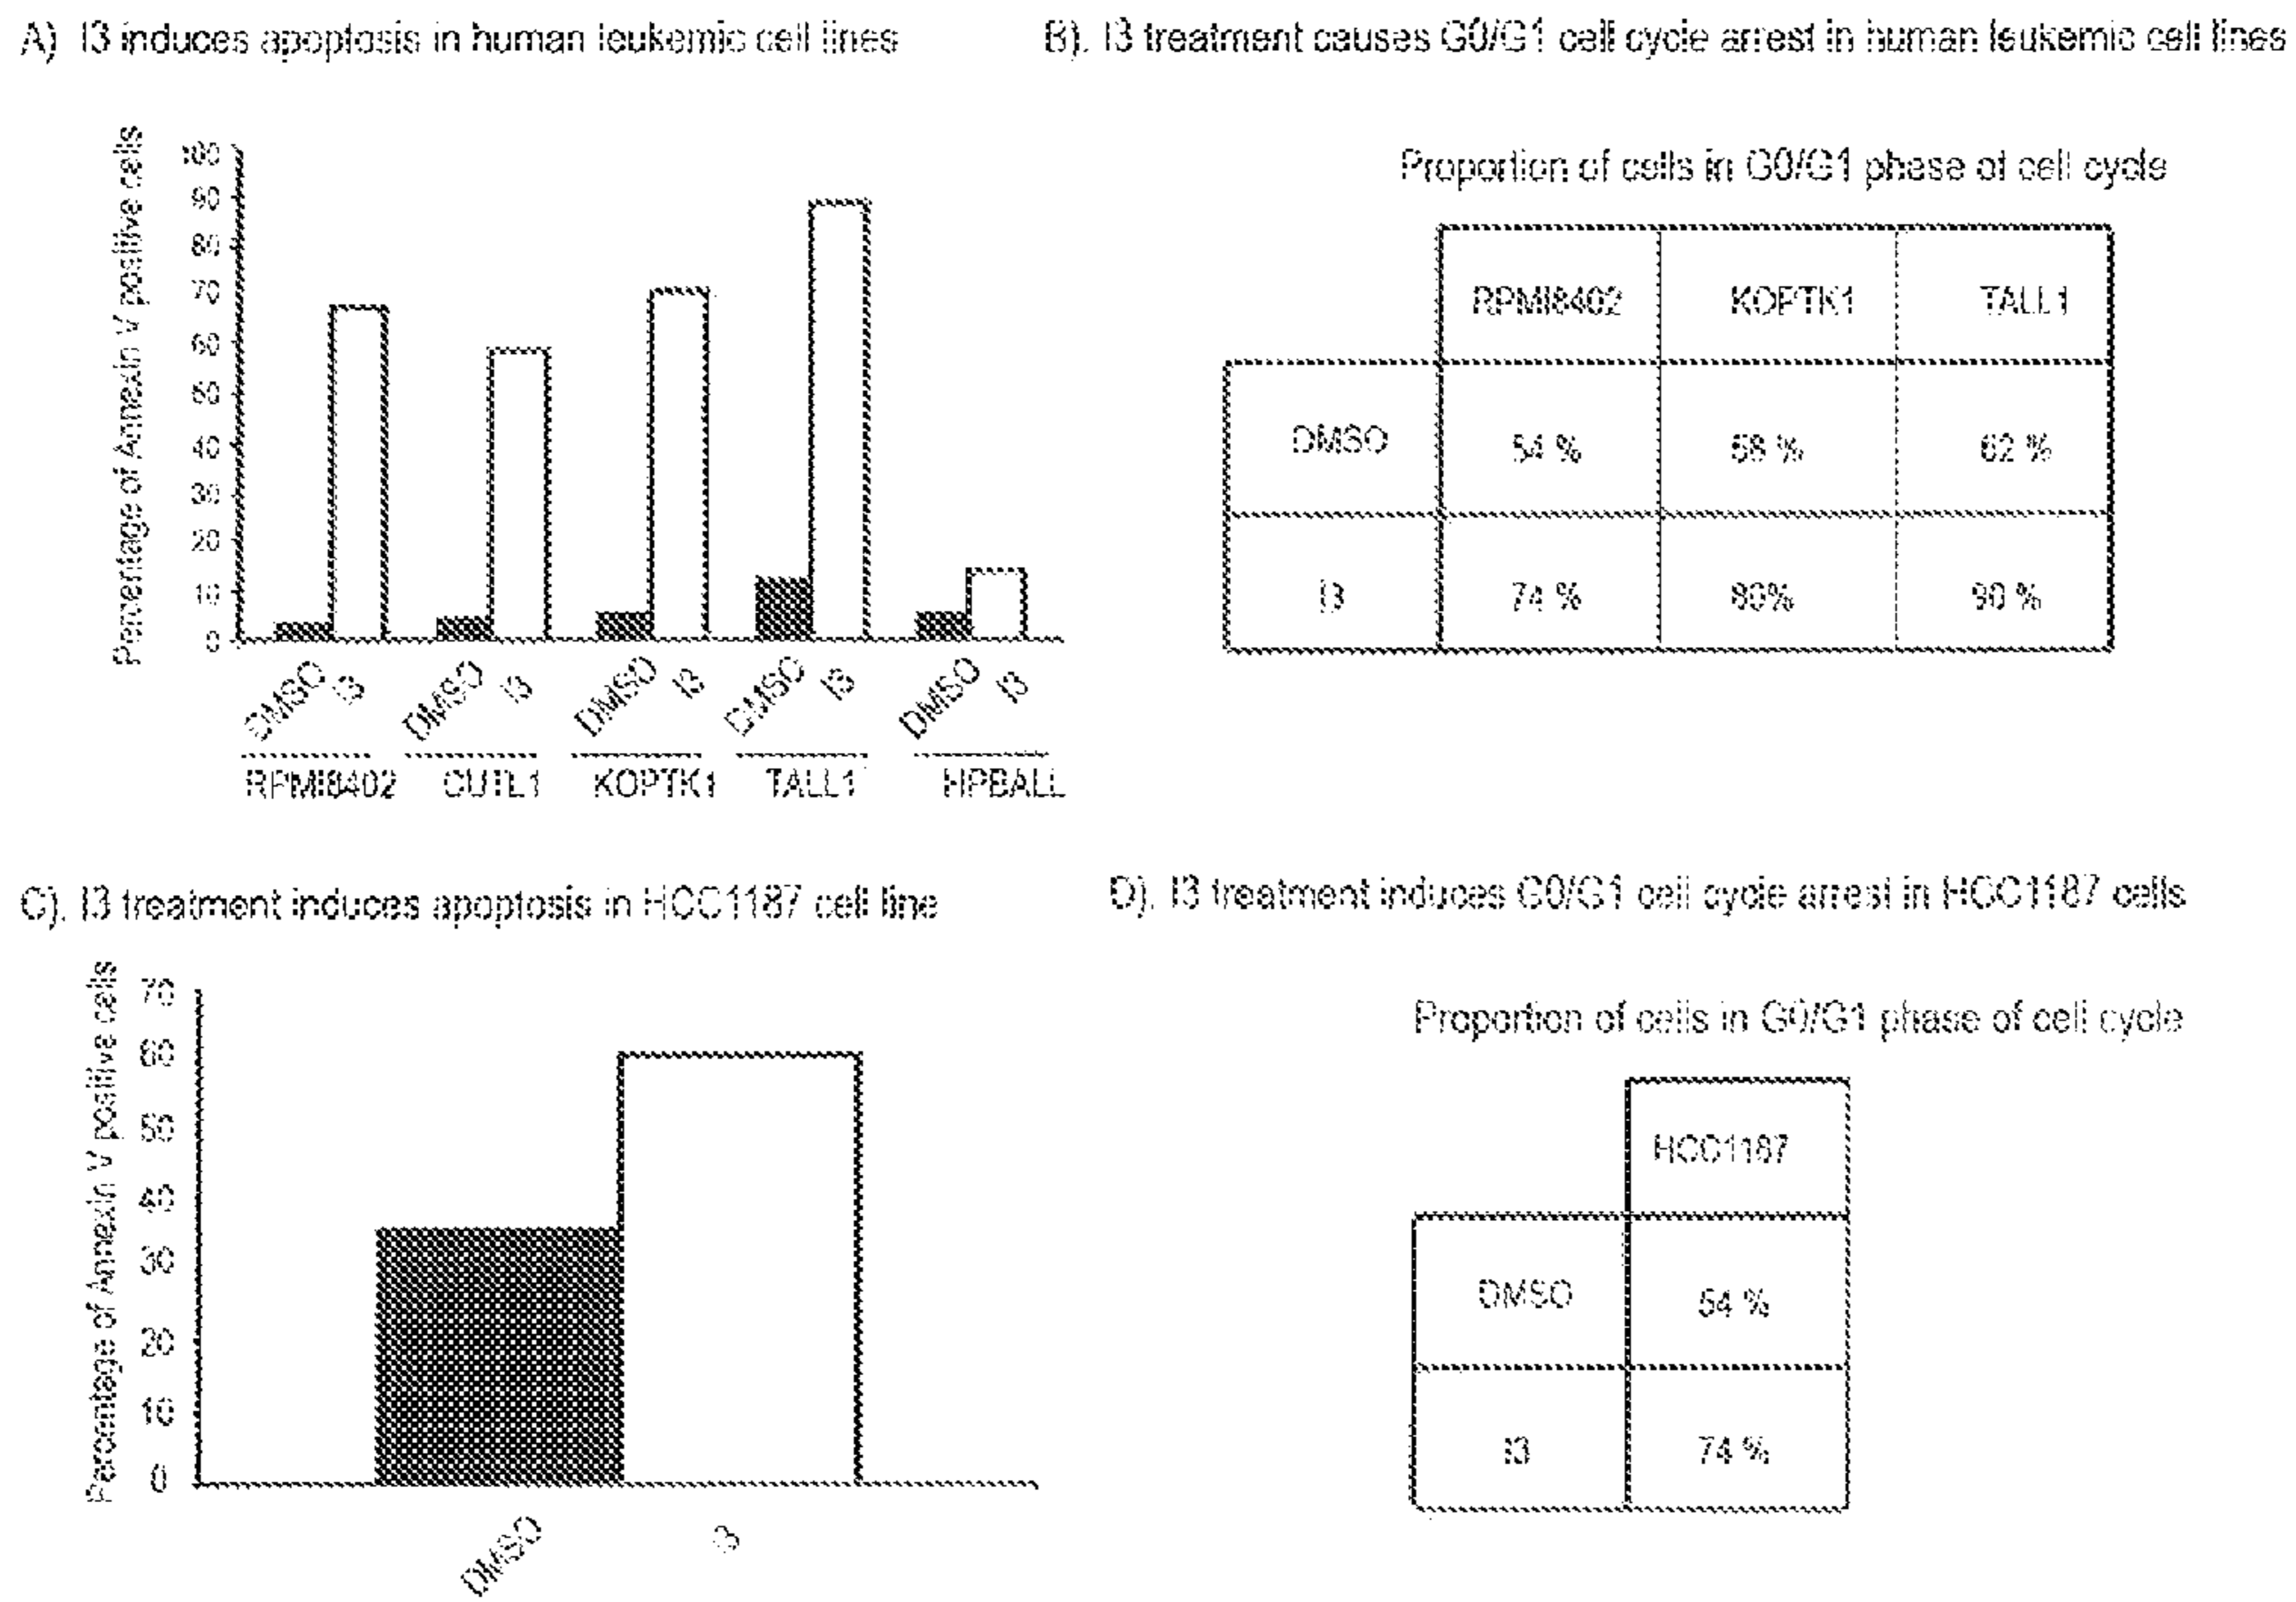 A) I3 induces apoptosis in human leukemic cell lines
Percentage of Annexin V positive cells
100
90
80
70
60
50
40
30
20
10
0
DMSO I3 DMSO I3 DMSO I3 DMSO I3 DMSO I3
RPMI8402 CUTL1 KOPTK1 TALL1 HPBALL
B). I3 treatment causes G0/G1 cell cycle arrest in human leukemic cell lines
Proportion of cells in G0/G1 phase of cell cycle
RPMI8402 KOPTK1 TALL1
DMSO 54 % 58 % 62 %
I3 74 % 80% 90 %
C). I3 treatment induces apoptosis in HCC1187 cell line
Percentage of Annexin V positive cells
70
60
50
40
30
20
10
0
DMSO I3
D). I3 treatment induces G0/G1 cell cycle arrest in HCC1187 cells
Proportion of cells in G0/G1 phase of cell cycle
HCC1187
DMSO 54 %
I3 74 %